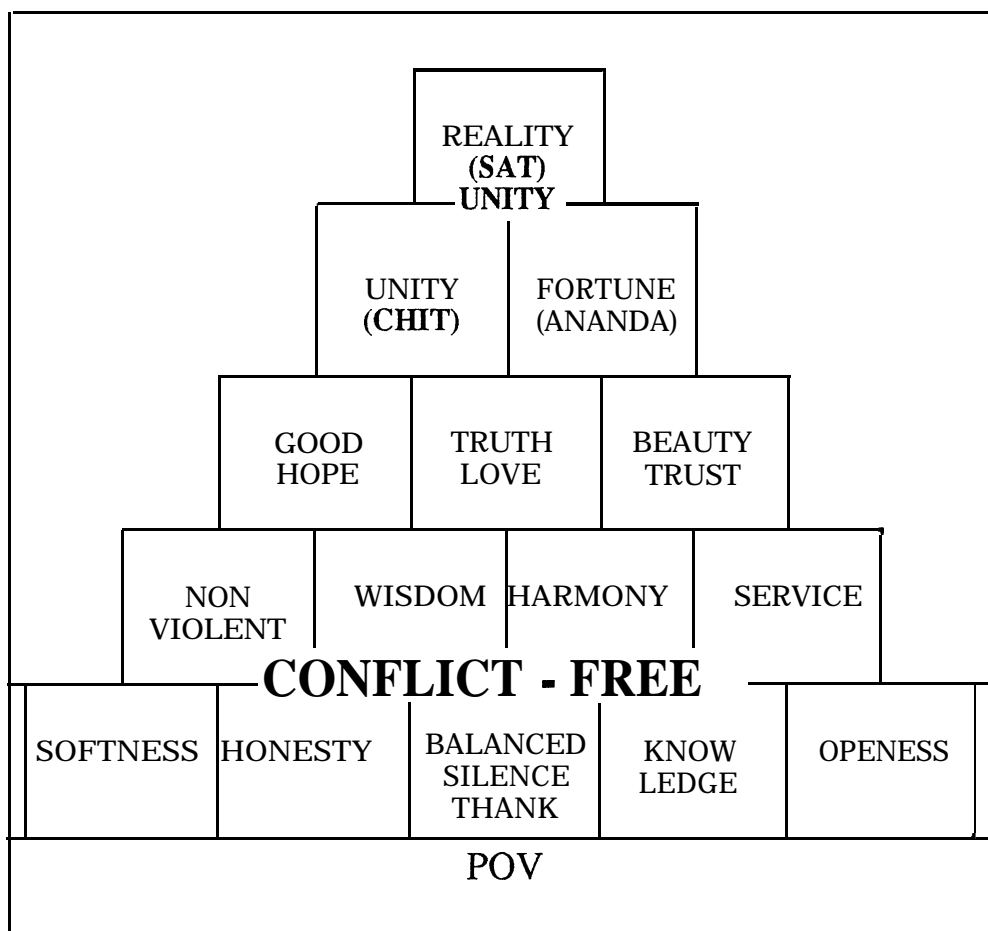 REALITY
(SAT)
UNITY
UNITY
(CHIT)
FORTUNE
(ANANDA)
GOOD
HOPE
TRUTH
LOVE
BEAUTY
TRUST
NON
VIOLENT
WISDOM
HARMONY
SERVICE
CONFLICT - FREE
SOFTNESS
HONESTY
BALANCED
SILENCE
THANK
KNOW
LEDGE
OPENESS
POV